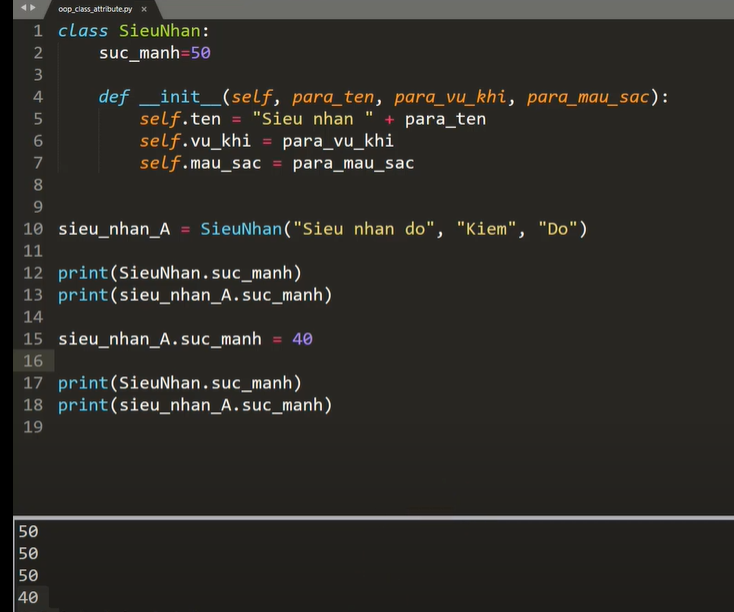 oop_class_attribute.py ×
1 class SieuNhan:
2     suc_manh=50
3
4     def __init__(self, para_ten, para_vu_khi, para_mau_sac):
5         self.ten = "Sieu nhan " + para_ten
6         self.vu_khi = para_vu_khi
7         self.mau_sac = para_mau_sac
8
9
10 sieu_nhan_A = SieuNhan("Sieu nhan do", "Kiem", "Do")
11
12 print(SieuNhan.suc_manh)
13 print(sieu_nhan_A.suc_manh)
14
15 sieu_nhan_A.suc_manh = 40
16
17 print(SieuNhan.suc_manh)
18 print(sieu_nhan_A.suc_manh)
19
50
50
50
40